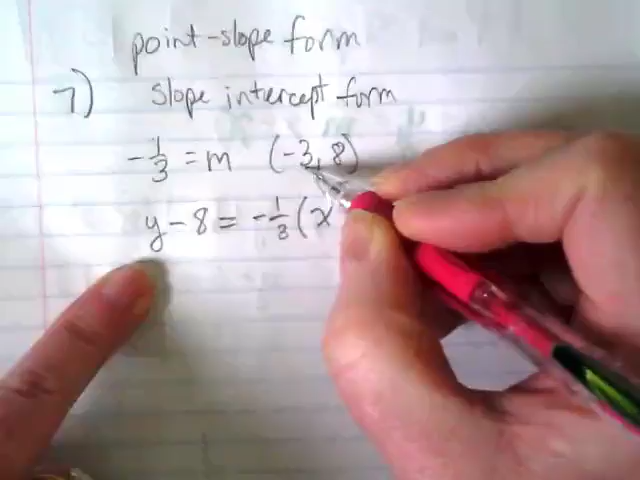 point-slope form
7) slope intercept form
-1/3 = m (-3, 8)
y - 8 = -1/3 (x